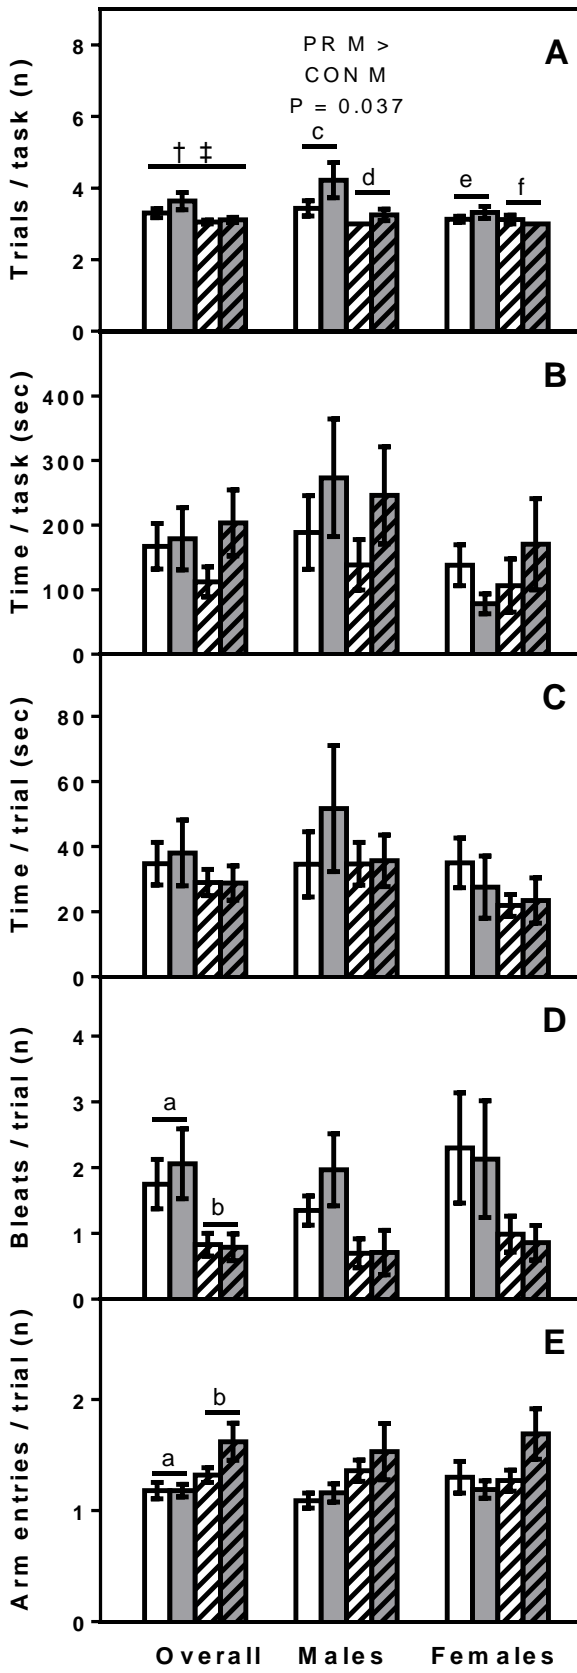 A
PR M >
CON M
P = 0.037
† ‡
c
d
e
f
Trials / task (n)
8
6
4
2
0
B
Time / task (sec)
400
300
200
100
0
C
Time / trial (sec)
80
60
40
20
0
D
Bleats / trial (n)
4
3
2
1
0
a
b
E
Arm entries / trial (n)
2
1
0
a
b
Overall Males Females